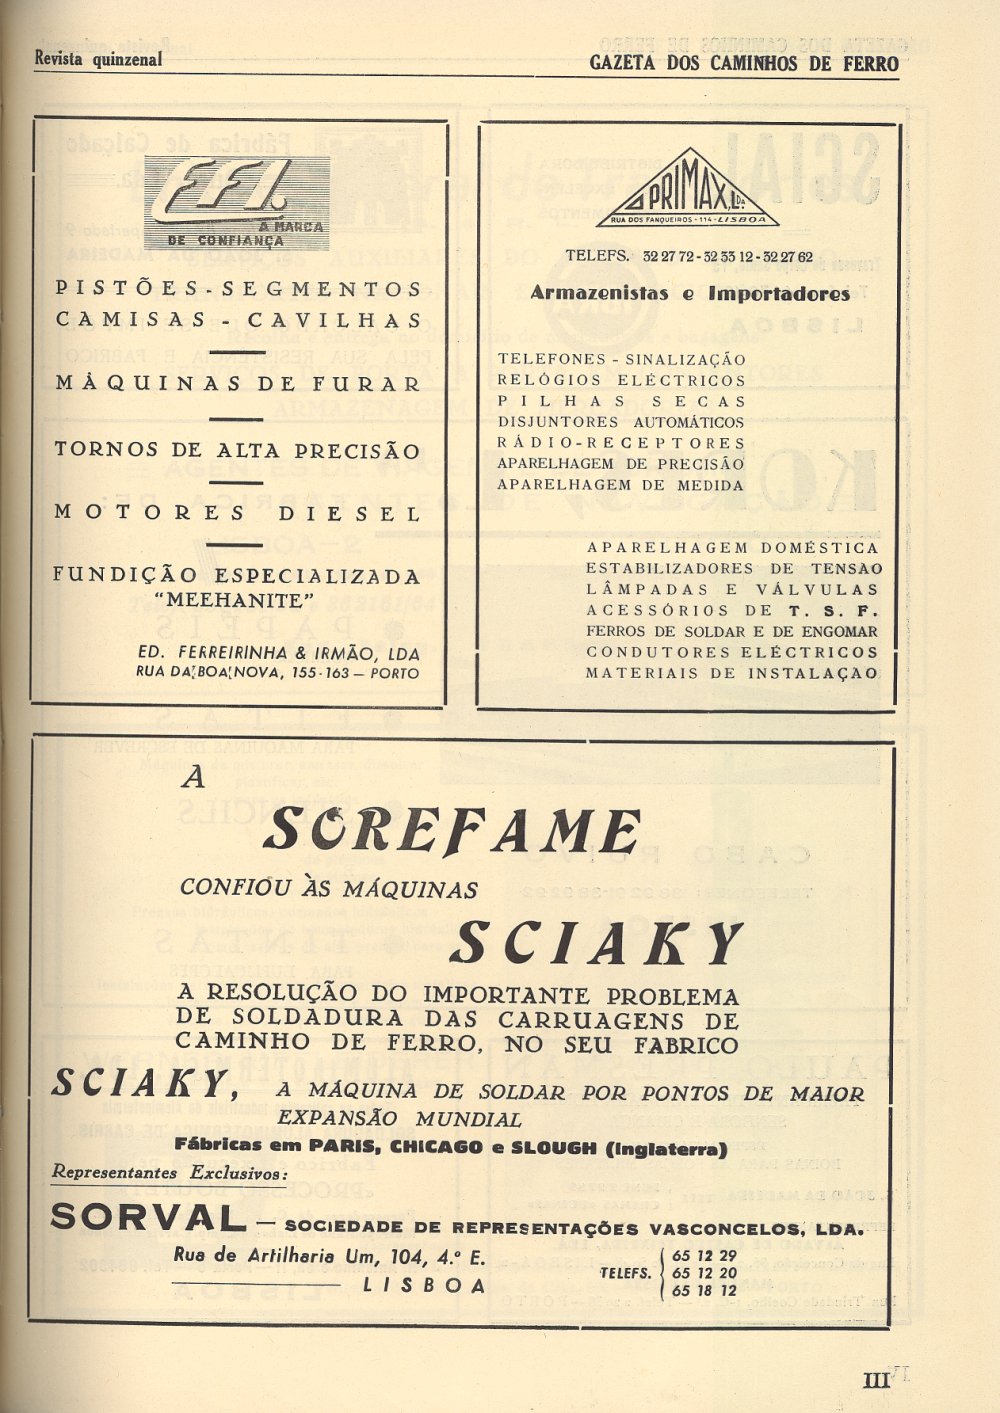 Revista quinzenal
GAZETA DOS CAMINHOS DE FERRO
EFI.
A MARCA
DE CONFIANÇA
PISTÕES - SEGMENTOS
CAMISAS - CAVILHAS
MÁQUINAS DE FURAR
TORNOS DE ALTA PRECISÃO
MOTORES DIESEL
FUNDIÇÃO ESPECIALIZADA
"MEEHANITE"
ED. FERREIRINHA & IRMÃO, LDA
RUA DA BOA NOVA, 155-163 — PORTO
PRIMAX, LDA
RUA DOS FANQUEIROS - 114 - LISBOA
TELEFS. 32 27 72 - 32 33 12 - 32 27 62
Armazenistas e Importadores
TELEFONES - SINALIZAÇÃO
RELÓGIOS ELÉCTRICOS
PILHAS SECAS
DISJUNTORES AUTOMÁTICOS
RÁDIO-RECEPTORES
APARELHAGEM DE PRECISÃO
APARELHAGEM DE MEDIDA
APARELHAGEM DOMÉSTICA
ESTABILIZADORES DE TENSAO
LÂMPADAS E VÁLVULAS
ACESSÓRIOS DE T. S. F.
FERROS DE SOLDAR E DE ENGOMAR
CONDUTORES ELÉCTRICOS
MATERIAIS DE INSTALAÇAO
A
SOREFAME
CONFIOU ÀS MÁQUINAS
SCIAKY
A RESOLUÇÃO DO IMPORTANTE PROBLEMA
DE SOLDADURA DAS CARRUAGENS DE
CAMINHO DE FERRO, NO SEU FABRICO
SCIAKY, A MÁQUINA DE SOLDAR POR PONTOS DE MAIOR
EXPANSÃO MUNDIAL
Fábricas em PARIS, CHICAGO e SLOUGH (Inglaterra)
Representantes Exclusivos:
SORVAL — SOCIEDADE DE REPRESENTAÇÕES VASCONCELOS, LDA.
Rua de Artilharia Um, 104, 4.º E.
LISBOA
TELEFS.
65 12 29
65 12 20
65 18 12
III